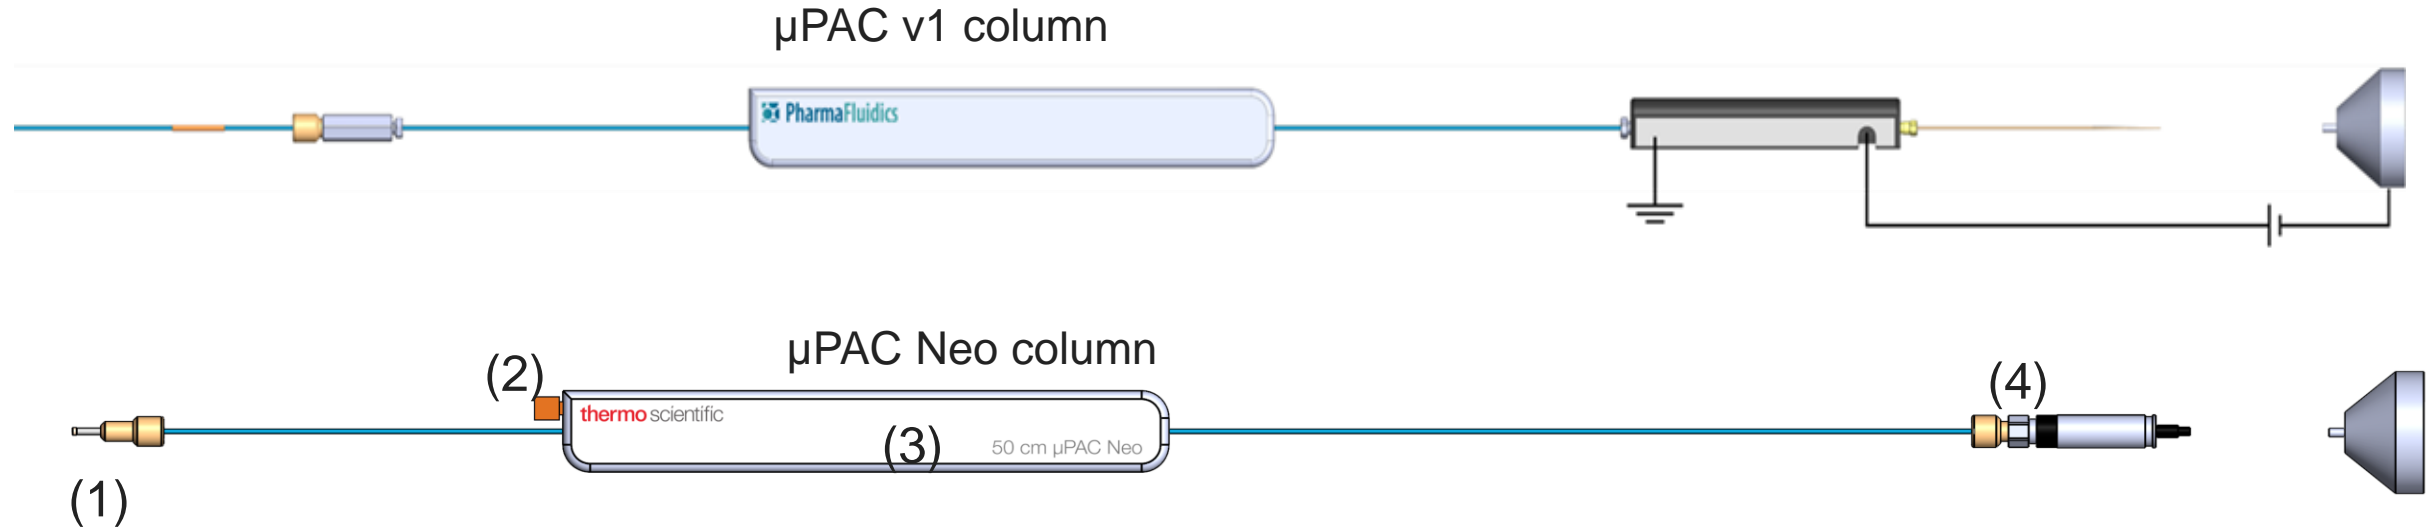 µPAC v1 column
PharmaFluidics
µPAC Neo column
(2)
(4)
thermo scientific
(3)
50 cm µPAC Neo
(1)